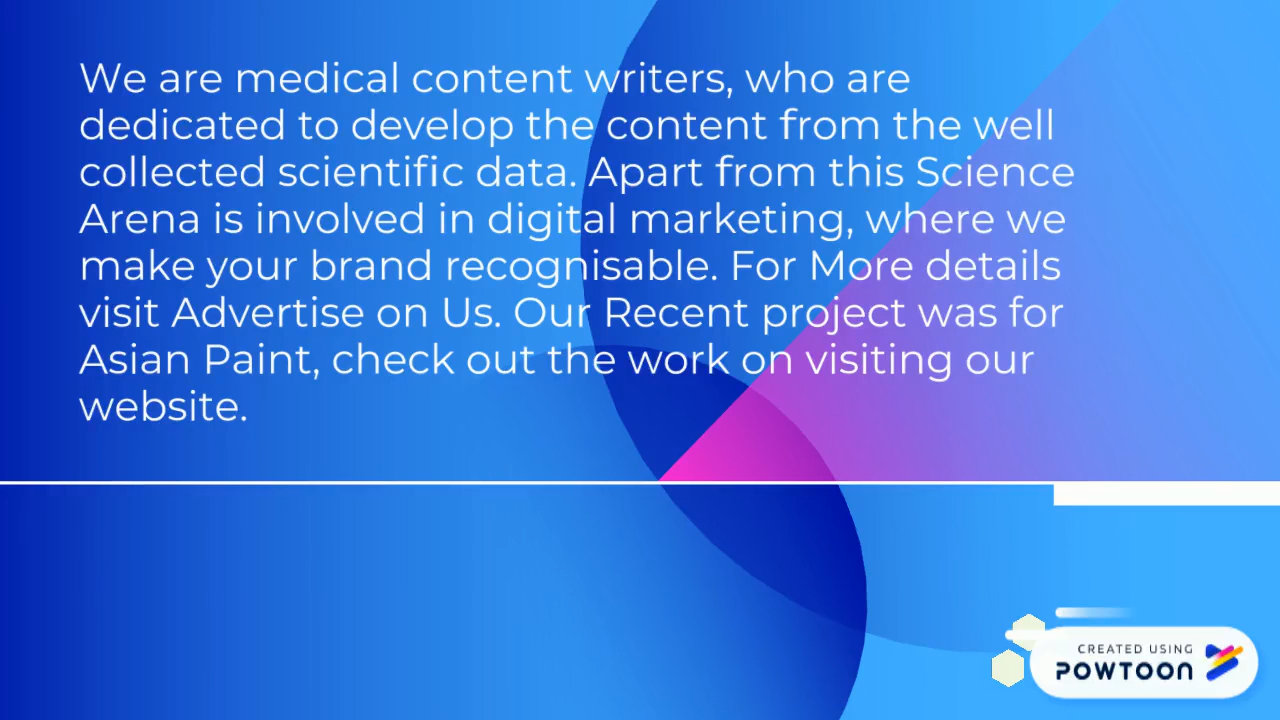 We are medical content writers, who are
dedicated to develop the content from the well
collected scientific data. Apart from this Science
Arena is involved in digital marketing, where we
make your brand recognisable. For More details
visit Advertise on Us. Our Recent project was for
Asian Paint, check out the work on visiting our
website.
CREATED USING
POWTOON